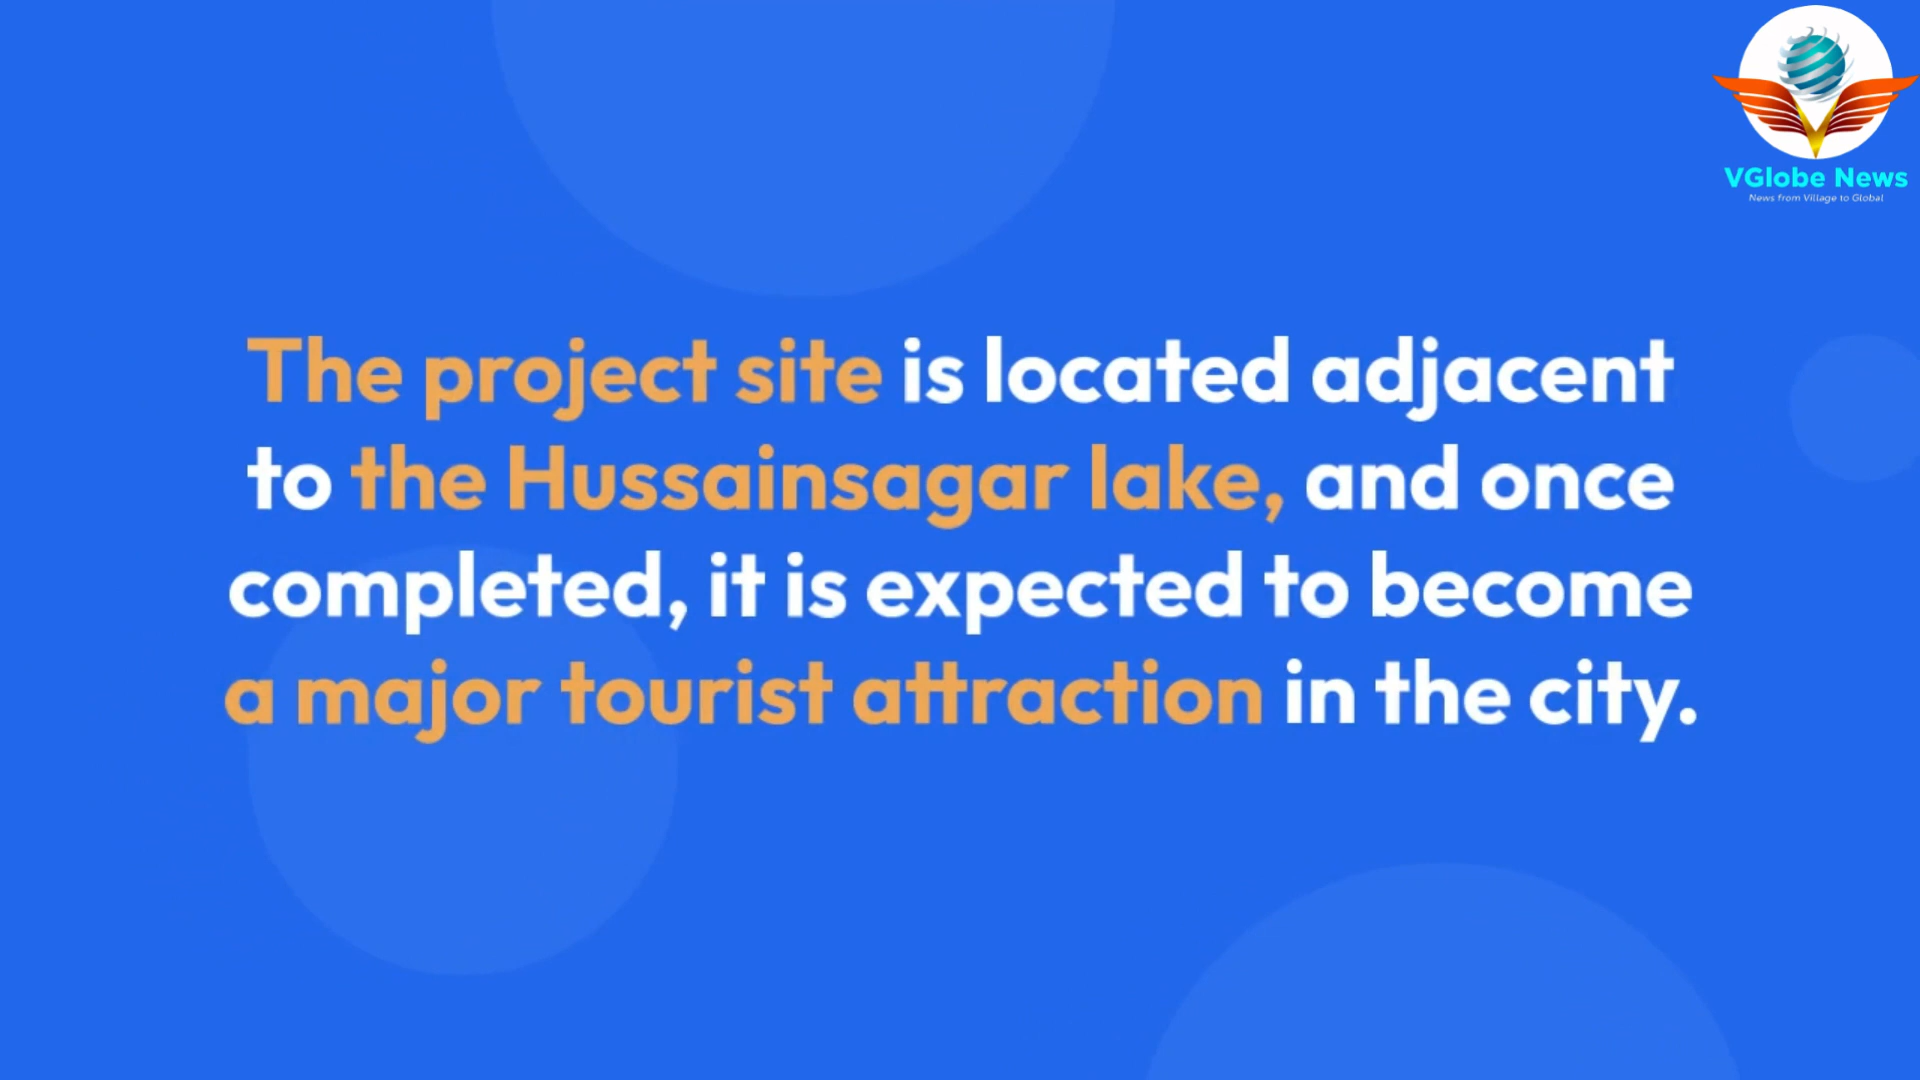 VGlobe News
News from Village to Global
The project site is located adjacent
to the Hussainsagar lake, and once
completed, it is expected to become
a major tourist attraction in the city.